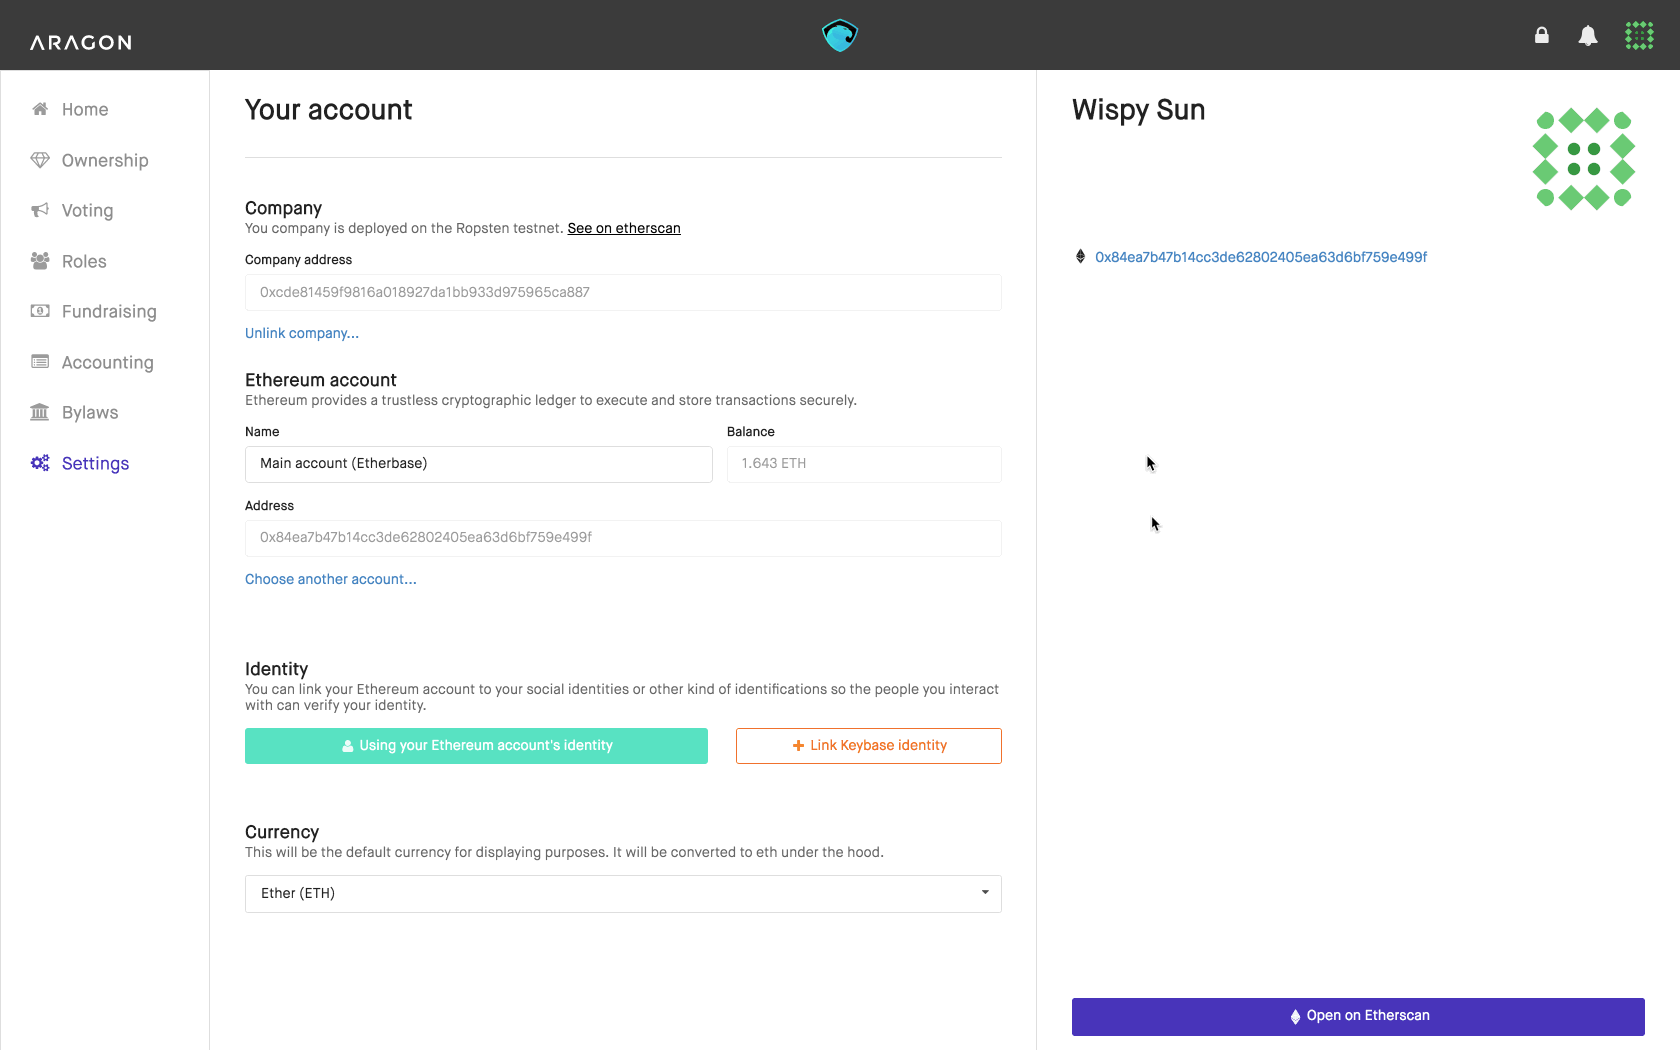 ARAGON
Home
Ownership
Voting
Roles
Fundraising
Accounting
Bylaws
Settings
Your account
Company
You company is deployed on the Ropsten testnet. See on etherscan
Company address
0xcde81459f9816a018927da1bb933d975965ca887
Unlink company...
Ethereum account
Ethereum provides a trustless cryptographic ledger to execute and store transactions securely.
Name
Balance
Main account (Etherbase)
1.643 ETH
Address
0x84ea7b47b14cc3de62802405ea63d6bf759e499f
Choose another account...
Identity
You can link your Ethereum account to your social identities or other kind of identifications so the people you interact
with can verify your identity.
Using your Ethereum account's identity
Link Keybase identity
Currency
This will be the default currency for displaying purposes. It will be converted to eth under the hood.
Ether (ETH)
Wispy Sun
0x84ea7b47b14cc3de62802405ea63d6bf759e499f
Open on Etherscan